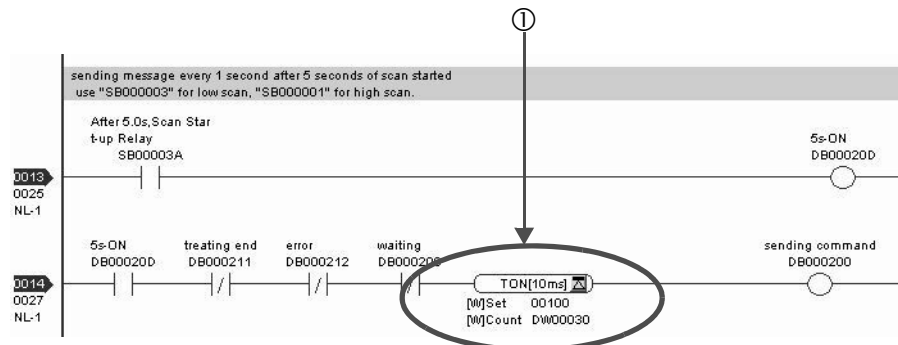 ①
sending message every 1 second after 5 seconds of scan started
use "SB000003" for low scan, "SB000001" for high scan.
After 5.0s,Scan Star
t-up Relay
SB00003A
5s-ON
DB00020D
0013
0025
NL-1
5s-ON treating end error waiting sending command
DB00020D DB000211 DB000212 DB000200
0014
TON[10ms]
0027
[W]Set 00100
NL-1
[W]Count DW00030